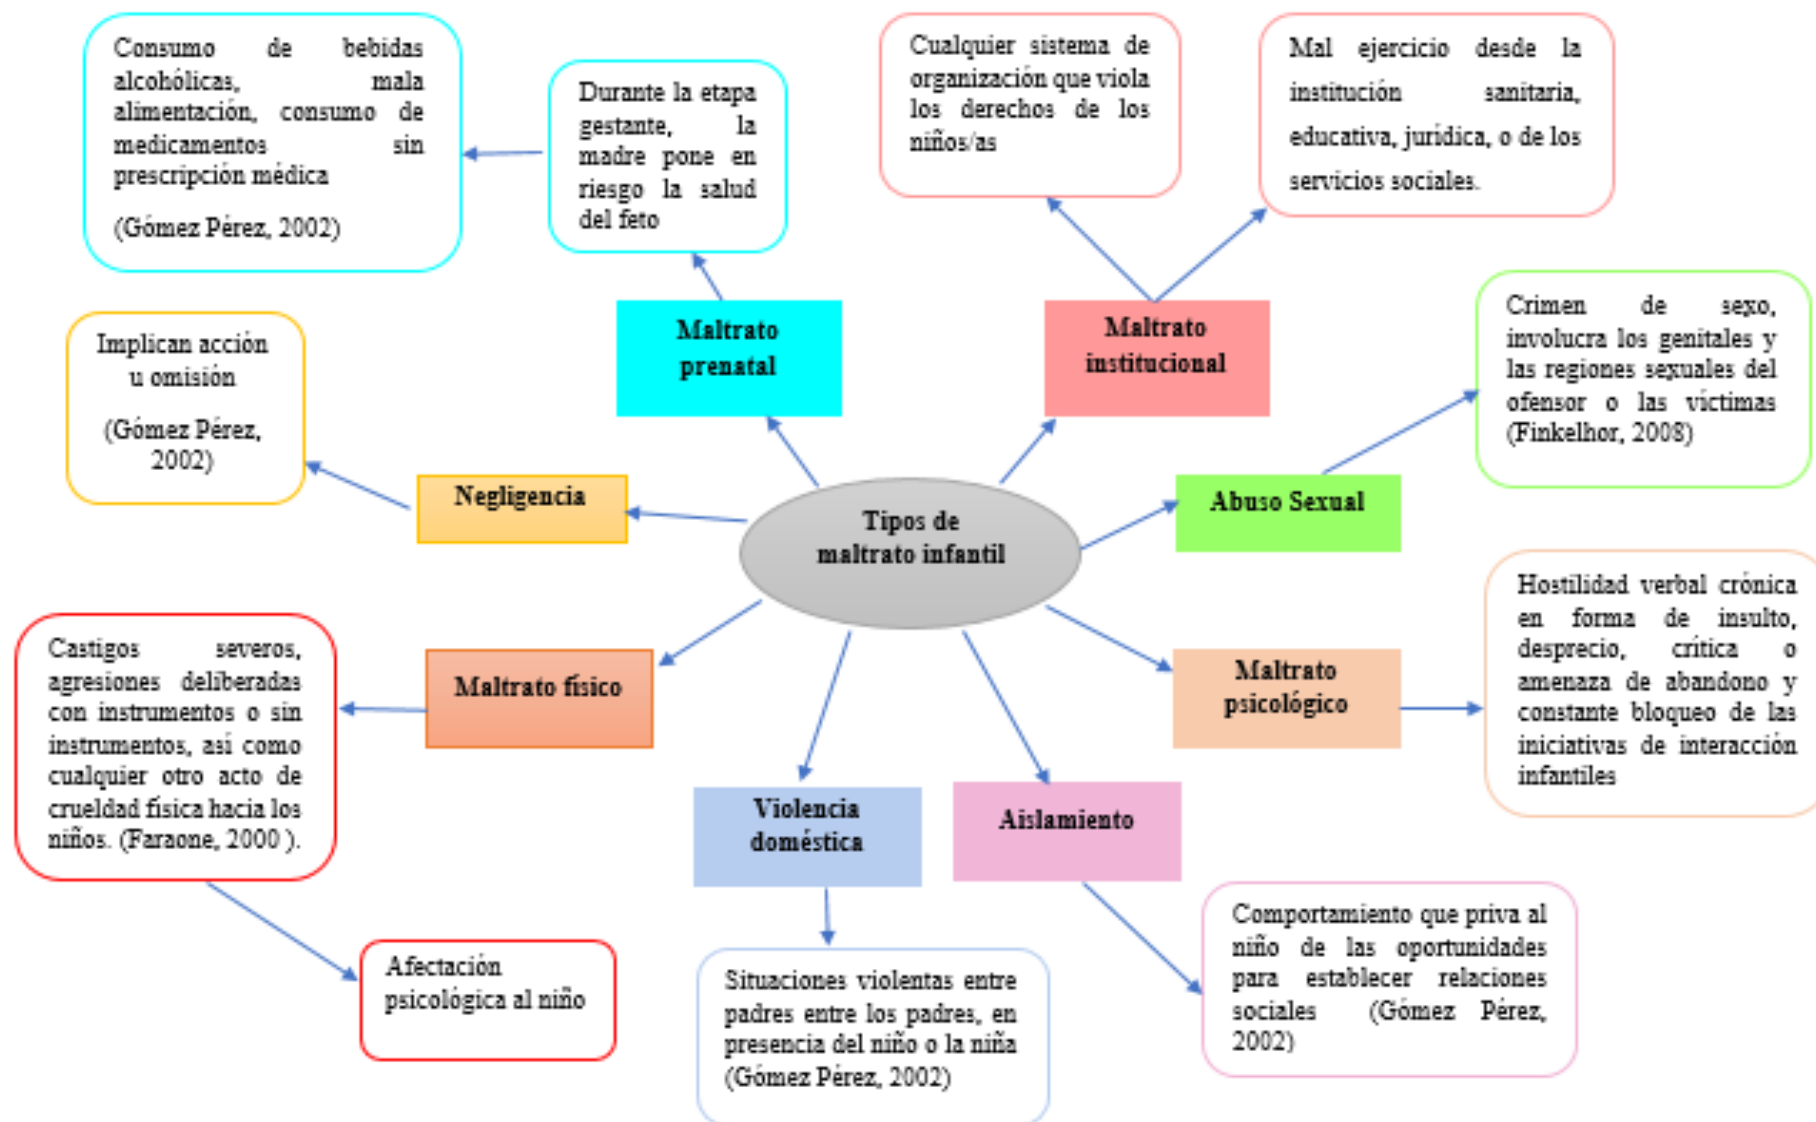 Consumo de bebidas
alcohólicas, mala
alimentación, consumo de
medicamentos sin
prescripción médica
(Gómez Pérez, 2002)
Durante la etapa
gestante, la
madre pone en
riesgo la salud
del feto
Cualquier sistema de
organización que viola
los derechos de los
niños/as
Mal ejercicio desde la
institución sanitaria,
educativa, jurídica, o de los
servicios sociales.
Maltrato
prenatal
Maltrato
institucional
Crimen de sexo,
involucra los genitales y
las regiones sexuales del
ofensor o las víctimas
(Finkelhor, 2008)
Implican acción
u omisión
(Gómez Pérez,
2002)
Negligencia
Abuso Sexual
Tipos de
maltrato infantil
Castigos severos,
agresiones deliberadas
con instrumentos o sin
instrumentos, así como
cualquier otro acto de
crueldad física hacia los
niños. (Faraone, 2000 ).
Maltrato físico
Maltrato
psicológico
Hostilidad verbal crónica
en forma de insulto,
desprecio, crítica o
amenaza de abandono y
constante bloqueo de las
iniciativas de interacción
infantiles
Violencia
doméstica
Aislamiento
Afectación
psicológica al niño
Situaciones violentas entre
padres entre los padres, en
presencia del niño o la niña
(Gómez Pérez, 2002)
Comportamiento que priva al
niño de las oportunidades
para establecer relaciones
sociales (Gómez Pérez,
2002)